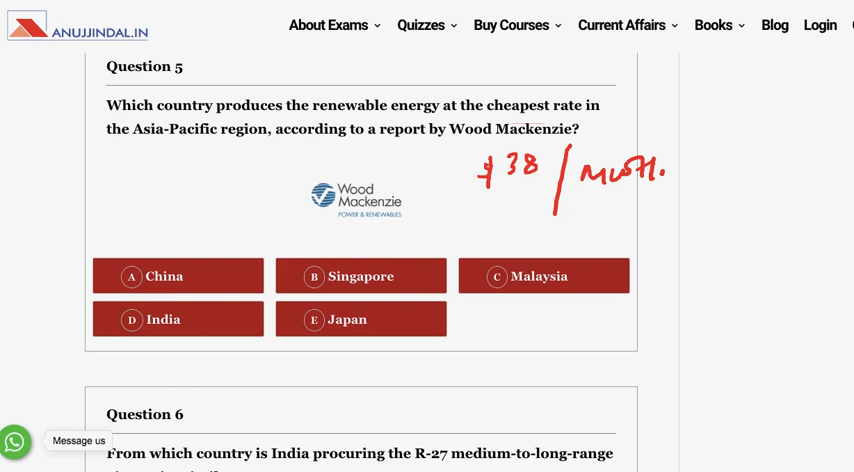 ANUJJINDAL.IN
About Exams Quizzes Buy Courses Current Affairs Books Blog Login
Question 5
Which country produces the renewable energy at the cheapest rate in
the Asia-Pacific region, according to a report by Wood Mackenzie?
$ 38 /
Wood
Mackenzie
POWER & RENEWABLES
A China B Singapore C Malaysia
D India E Japan
Question 6
Message us
From which country is India procuring the R-27 medium-to-long-range